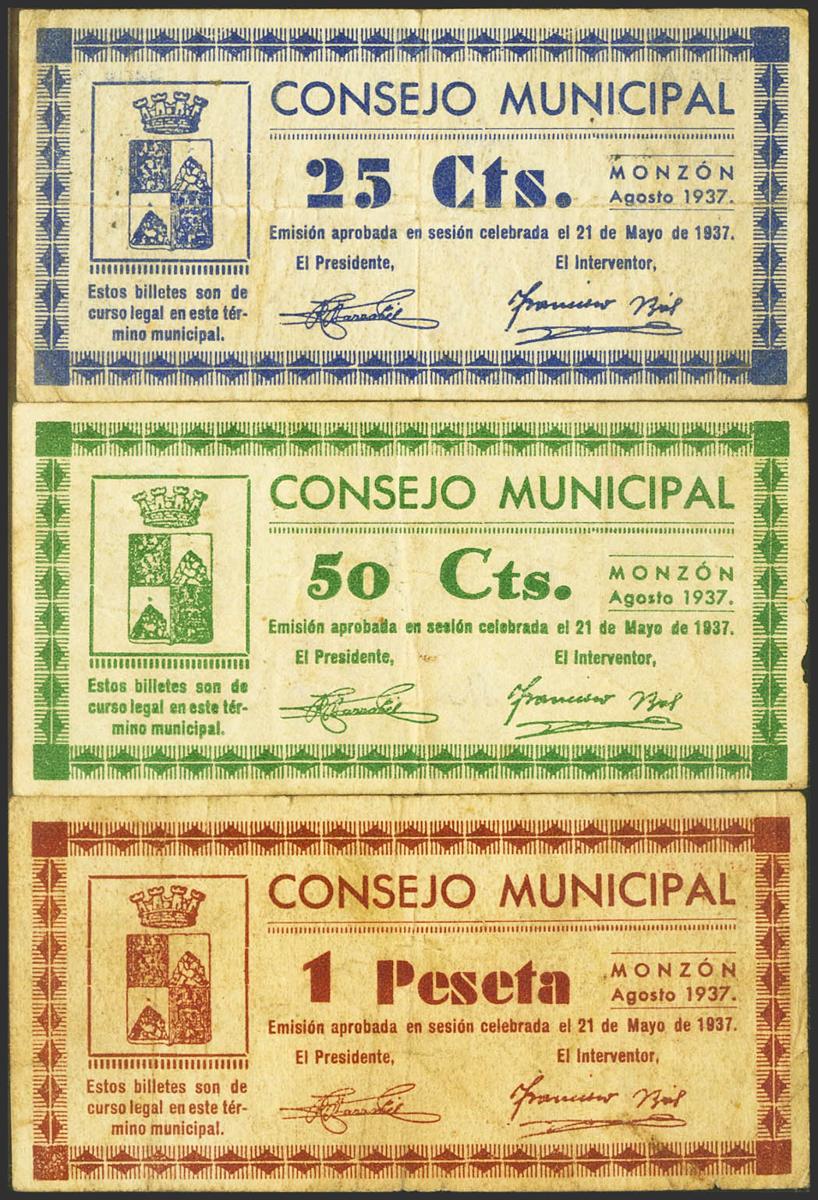 CONSEJO MUNICIPAL
25 Cts.
MONZÓN
Agosto 1937.
Emisión aprobada en sesión celebrada el 21 de Mayo de 1937.
El Presidente,
El Interventor,
Francisco
Estos billetes son de
curso legal en este tér-
mino municipal.
CONSEJO MUNICIPAL
50 Cts.
MONZÓN
Agosto 1937.
Emisión aprobada en sesión celebrada el 21 de Mayo de 1937.
El Presidente,
El Interventor,
Francisco
Estos billetes son de
curso legal en este tér-
mino municipal.
CONSEJO MUNICIPAL
1 Peseta
MONZÓN
Agosto 1937.
Emisión aprobada en sesión celebrada el 21 de Mayo de 1937.
El Presidente,
El Interventor,
Francisco
Estos billetes son de
curso legal en este tér-
mino municipal.